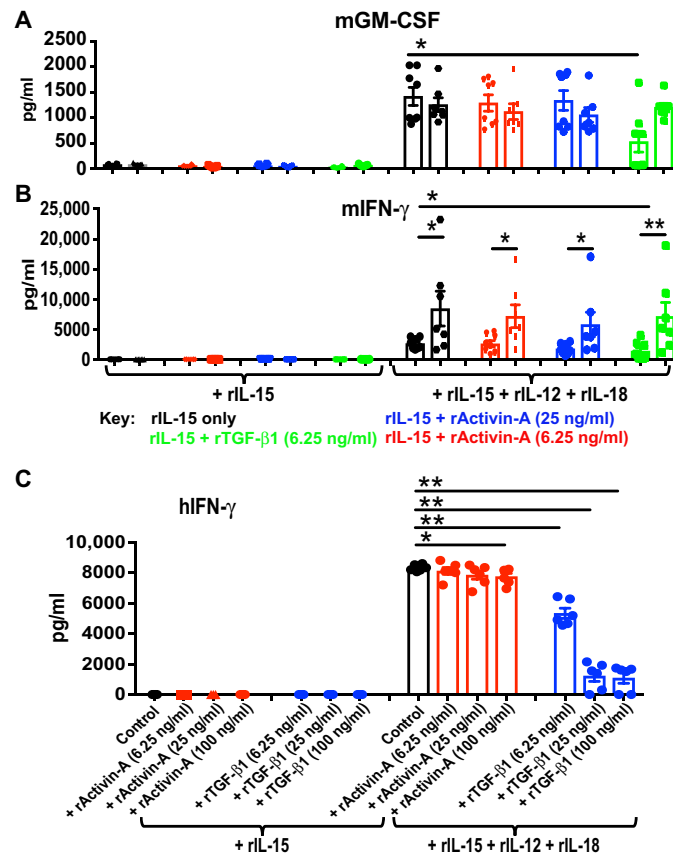 A
mGM-CSF
2500
2000
1500
1000
500
0
pg/ml
*
B
mIFN-γ
25,000
20,000
15,000
10,000
5000
0
pg/ml
*
* * * **
+ rIL-15
+ rIL-15 + rIL-12 + rIL-18
Key: rIL-15 only
rIL-15 + rActivin-A (25 ng/ml)
rIL-15 + rTGF-β1 (6.25 ng/ml)
rIL-15 + rActivin-A (6.25 ng/ml)
C
hIFN-γ
**
**
**
*
10,000
8000
6000
4000
2000
0
pg/ml
Control
+ rActivin-A (6.25 ng/ml)
+ rActivin-A (25 ng/ml)
+ rActivin-A (100 ng/ml)
+ rTGF-β1 (6.25 ng/ml)
+ rTGF-β1 (25 ng/ml)
+ rTGF-β1 (100 ng/ml)
Control
+ rActivin-A (6.25 ng/ml)
+ rActivin-A (25 ng/ml)
+ rActivin-A (100 ng/ml)
+ rTGF-β1 (6.25 ng/ml)
+ rTGF-β1 (25 ng/ml)
+ rTGF-β1 (100 ng/ml)
+ rIL-15
+ rIL-15 + rIL-12 + rIL-18